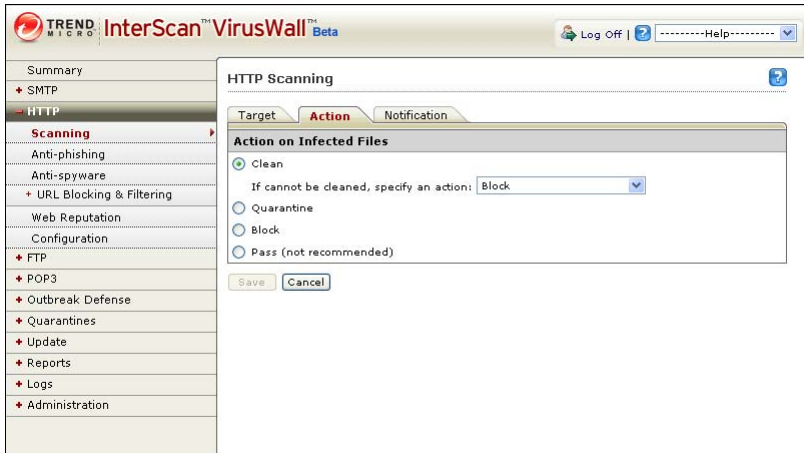 TREND MICRO InterScan™ VirusWall™ Beta
Log Off | ---------Help---------
Summary
+ SMTP
− HTTP
Scanning
Anti-phishing
Anti-spyware
+ URL Blocking & Filtering
Web Reputation
Configuration
+ FTP
+ POP3
+ Outbreak Defense
+ Quarantines
+ Update
+ Reports
+ Logs
+ Administration
HTTP Scanning
Target Action Notification
Action on Infected Files
Clean
If cannot be cleaned, specify an action: Block
Quarantine
Block
Pass (not recommended)
Save Cancel